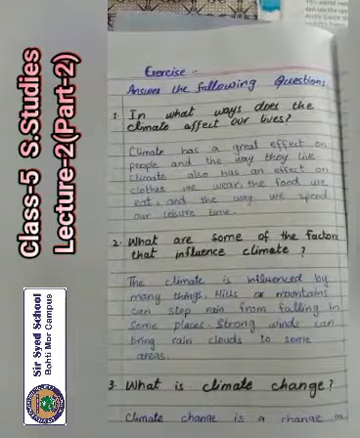 Class-5 S.Studies
Lecture-2(Part-2)
Sir Syed School
Bohti Mor Campus
Exercise :-
Answer the following Questions
1. In what ways does the
climate affect our lives?
Climate has a great effect on
people and the way they live.
Climate also has an effect on
clothes we wear, the food we
eat, and the way we spend
our lesure time.
2. What are some of the factors
that influence climate ?
The climate is influenced by
many things. Hills or mountains
can stop rain from falling in
some places. Strong winds can
bring rain clouds to some
areas.
3. What is climate change?
Climate change is a change in